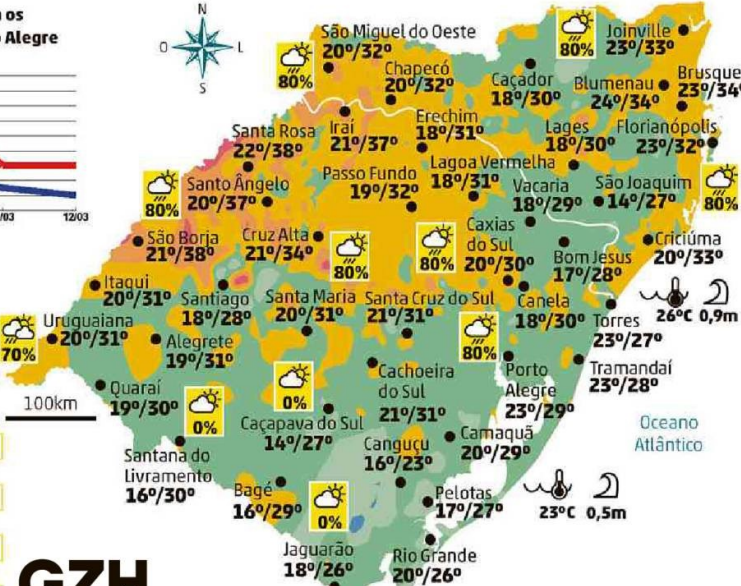 os
Alegre
/03
12/03
N
O
L
S
80%
São Miguel do Oeste
20º/32º
Chapecó
20º/32º
80%
Joinville
23º/33º
Caçador
18º/30º
Blumenau
24º/34º
Brusque
23º/34º
Iraí
21º/37º
Erechim
18º/31º
Lages
18º/30º
Florianópolis
23º/32º
Santa Rosa
22º/38º
Lagoa Vermelha
18º/31º
80%
Santo Ângelo
20º/37º
Passo Fundo
19º/32º
Vacaria
18º/29º
São Joaquim
14º/27º
80%
São Borja
21º/38º
Cruz Alta
21º/34º
80%
80%
Caxias
do Sul
20º/30º
Bom Jesus
17º/28º
Criciúma
20º/33º
Itaqui
20º/31º
Santiago
18º/28º
Santa Maria
20º/31º
Santa Cruz do Sul
21º/31º
Canela
18º/30º
26ºC 0,9m
Torres
23º/27º
70%
Uruguaiana
20º/31º
Alegrete
19º/31º
80%
Cachoeira
do Sul
21º/31º
Porto
Alegre
23º/29º
Tramandaí
23º/28º
Quaraí
19º/30º
100km
0%
0%
Caçapava do Sul
14º/27º
Oceano
Atlântico
Santana do
Livramento
16º/30º
Canguçu
16º/23º
Camaquã
20º/29º
Bagé
16º/29º
0%
Pelotas
17º/27º
23ºC 0,5m
Jaguarão
18º/26º
Rio Grande
20º/26º
GZH